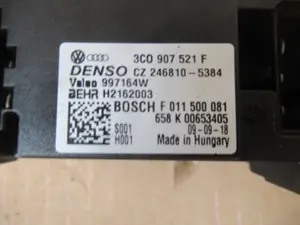 3C0 907 521 F
DENSO CZ 246810-5384
Valeo 997164W
BEHR H2162003
BOSCH F 011 500 081
658 K 00653405
S001 09-09-18
H001 Made in Hungary